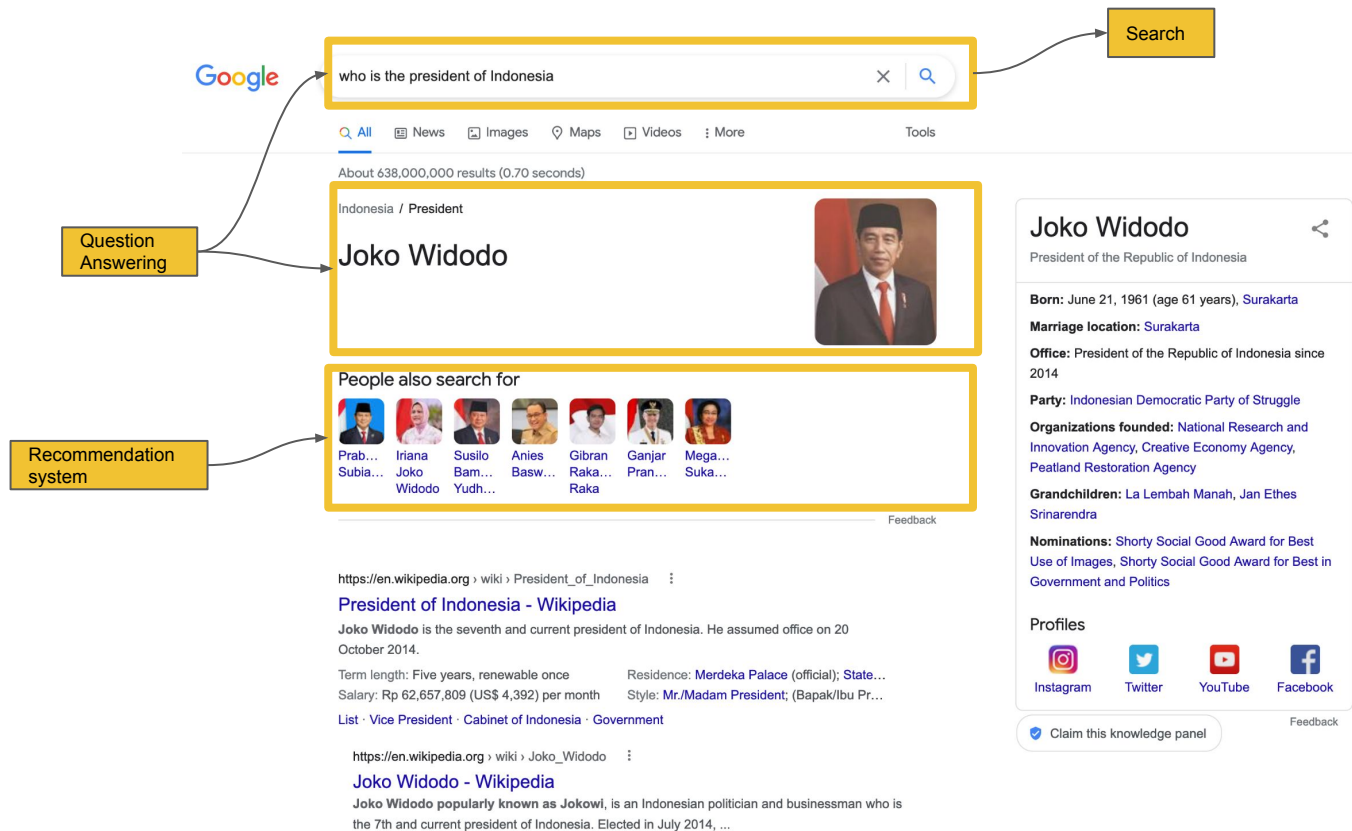 Search
Google
who is the president of Indonesia
All News Images Maps Videos More Tools
About 638,000,000 results (0.70 seconds)
Indonesia / President
Joko Widodo
Question
Answering
People also search for
Prab... Iriana Susilo Anies Gibran Ganjar Mega...
Subia... Joko Bam... Basw... Raka... Pran... Suka...
Widodo Yudh... Raka
Recommendation
system
Feedback
https://en.wikipedia.org › wiki › President_of_Indonesia
President of Indonesia - Wikipedia
Joko Widodo is the seventh and current president of Indonesia. He assumed office on 20
October 2014.
Term length: Five years, renewable once Residence: Merdeka Palace (official); State...
Salary: Rp 62,657,809 (US$ 4,392) per month Style: Mr./Madam President; (Bapak/Ibu Pr...
List · Vice President · Cabinet of Indonesia · Government
https://en.wikipedia.org › wiki › Joko_Widodo
Joko Widodo - Wikipedia
Joko Widodo popularly known as Jokowi, is an Indonesian politician and businessman who is
the 7th and current president of Indonesia. Elected in July 2014, ...
Joko Widodo
President of the Republic of Indonesia
Born: June 21, 1961 (age 61 years), Surakarta
Marriage location: Surakarta
Office: President of the Republic of Indonesia since
2014
Party: Indonesian Democratic Party of Struggle
Organizations founded: National Research and
Innovation Agency, Creative Economy Agency,
Peatland Restoration Agency
Grandchildren: La Lembah Manah, Jan Ethes
Srinarendra
Nominations: Shorty Social Good Award for Best
Use of Images, Shorty Social Good Award for Best in
Government and Politics
Profiles
Instagram Twitter YouTube Facebook
Feedback
Claim this knowledge panel